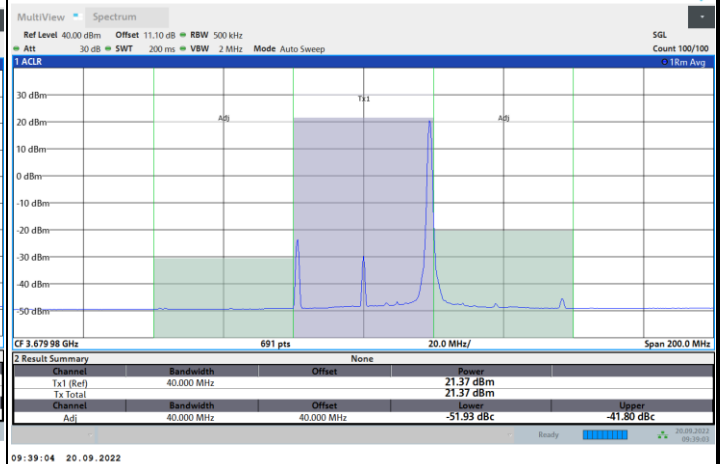 MultiView Spectrum
Ref Level 40.00 dBm Offset 11.10 dB RBW 500 kHz SGL
Att 30 dB SWT 200 ms VBW 2 MHz Mode Auto Sweep Count 100/100
1 ACLR 1Rm Avg
30 dBm
Tx1
20 dBm
Adj Adj
10 dBm
0 dBm
-10 dBm
-20 dBm
-30 dBm
-40 dBm
-50 dBm
CF 3.679 98 GHz 691 pts 20.0 MHz/ Span 200.0 MHz
2 Result Summary None
Channel Bandwidth Offset Power
Tx1 (Ref) 40.000 MHz 21.37 dBm
Tx Total 21.37 dBm
Channel Bandwidth Offset Lower Upper
Adj 40.000 MHz 40.000 MHz -51.93 dBc -41.80 dBc
Ready 20.09.2022
09:39:03
09:39:04 20.09.2022